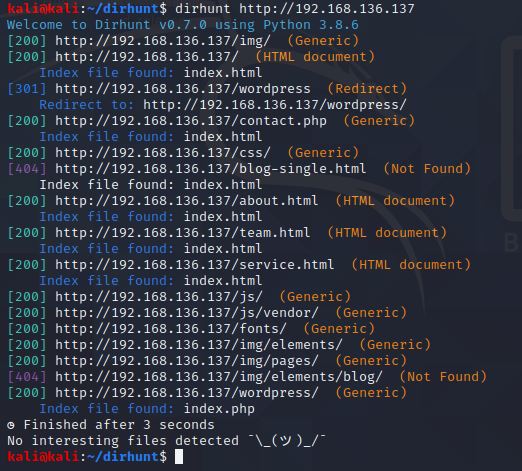 kali@kali:~/dirhunt$ dirhunt http://192.168.136.137
Welcome to Dirhunt v0.7.0 using Python 3.8.6
[200] http://192.168.136.137/img/  (Generic)
[200] http://192.168.136.137/  (HTML document)
    Index file found: index.html
[301] http://192.168.136.137/wordpress  (Redirect)
    Redirect to: http://192.168.136.137/wordpress/
[200] http://192.168.136.137/contact.php  (Generic)
    Index file found: index.html
[200] http://192.168.136.137/css/  (Generic)
[404] http://192.168.136.137/blog-single.html  (Not Found)
    Index file found: index.html
[200] http://192.168.136.137/about.html  (HTML document)
    Index file found: index.html
[200] http://192.168.136.137/team.html  (HTML document)
    Index file found: index.html
[200] http://192.168.136.137/service.html  (HTML document)
    Index file found: index.html
[200] http://192.168.136.137/js/  (Generic)
[200] http://192.168.136.137/js/vendor/  (Generic)
[200] http://192.168.136.137/fonts/  (Generic)
[200] http://192.168.136.137/img/elements/  (Generic)
[200] http://192.168.136.137/img/pages/  (Generic)
[404] http://192.168.136.137/img/elements/blog/  (Not Found)
[200] http://192.168.136.137/wordpress/  (Generic)
    Index file found: index.php
◷ Finished after 3 seconds
No interesting files detected ¯\_(ツ)_/¯
kali@kali:~/dirhunt$
B